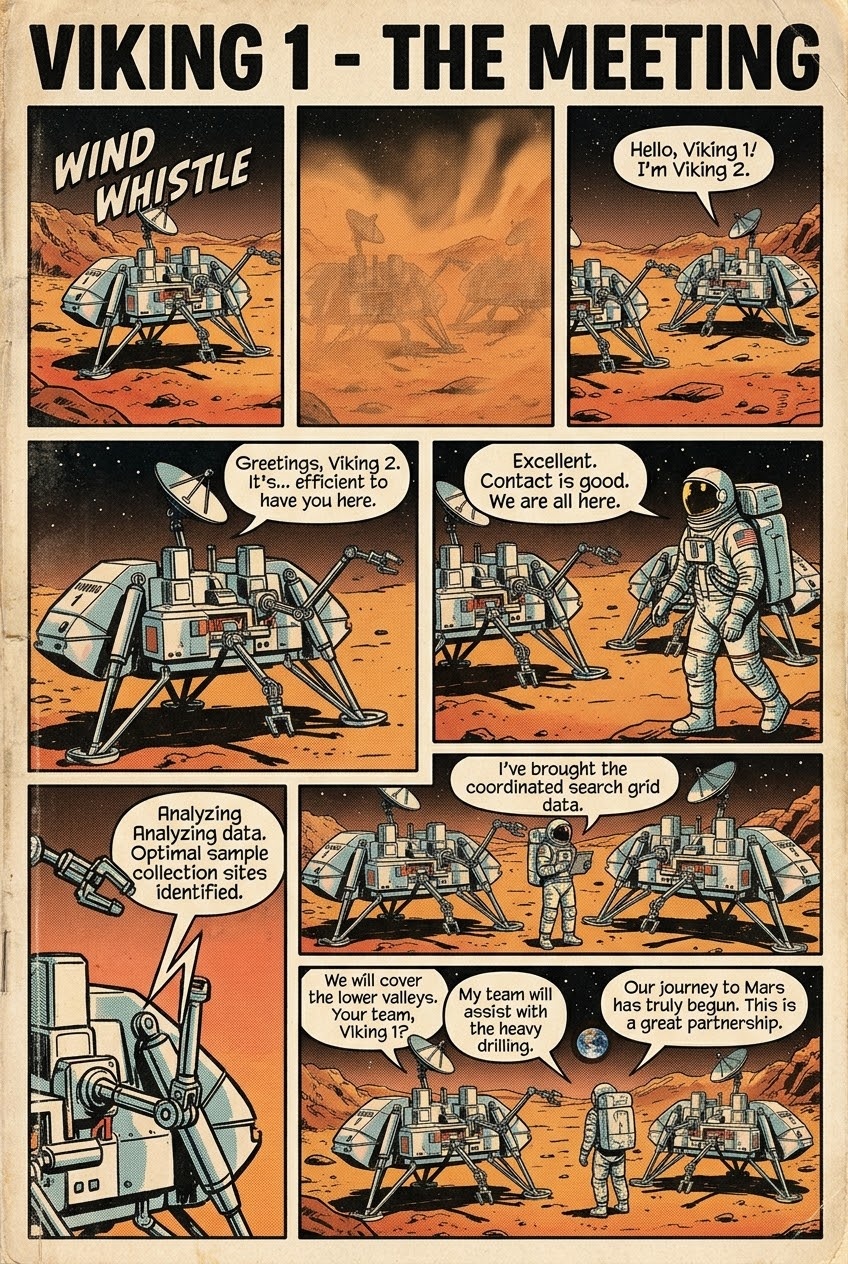 VIKING 1 - THE MEETING
WIND
WHISTLE
Hello, Viking 1!
I'm Viking 2.
Greetings, Viking 2.
It's... efficient to
have you here.
Excellent.
Contact is good.
We are all here.
Analyzing
Analyzing data.
Optimal sample
collection sites
identified.
I've brought the
coordinated search grid
data.
We will cover
the lower valleys.
Your team,
Viking 1?
My team will
assist with
the heavy
drilling.
Our journey to Mars
has truly begun. This is
a great partnership.